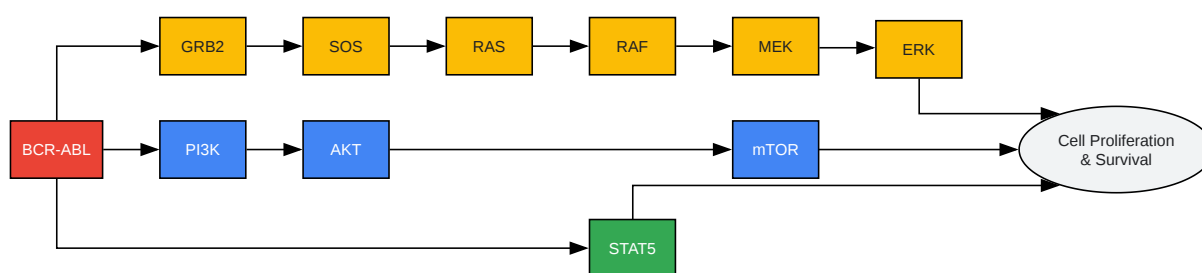 GRB2
SOS
RAS
RAF
MEK
ERK
BCR-ABL
PI3K
AKT
mTOR
Cell Proliferation
& Survival
STAT5